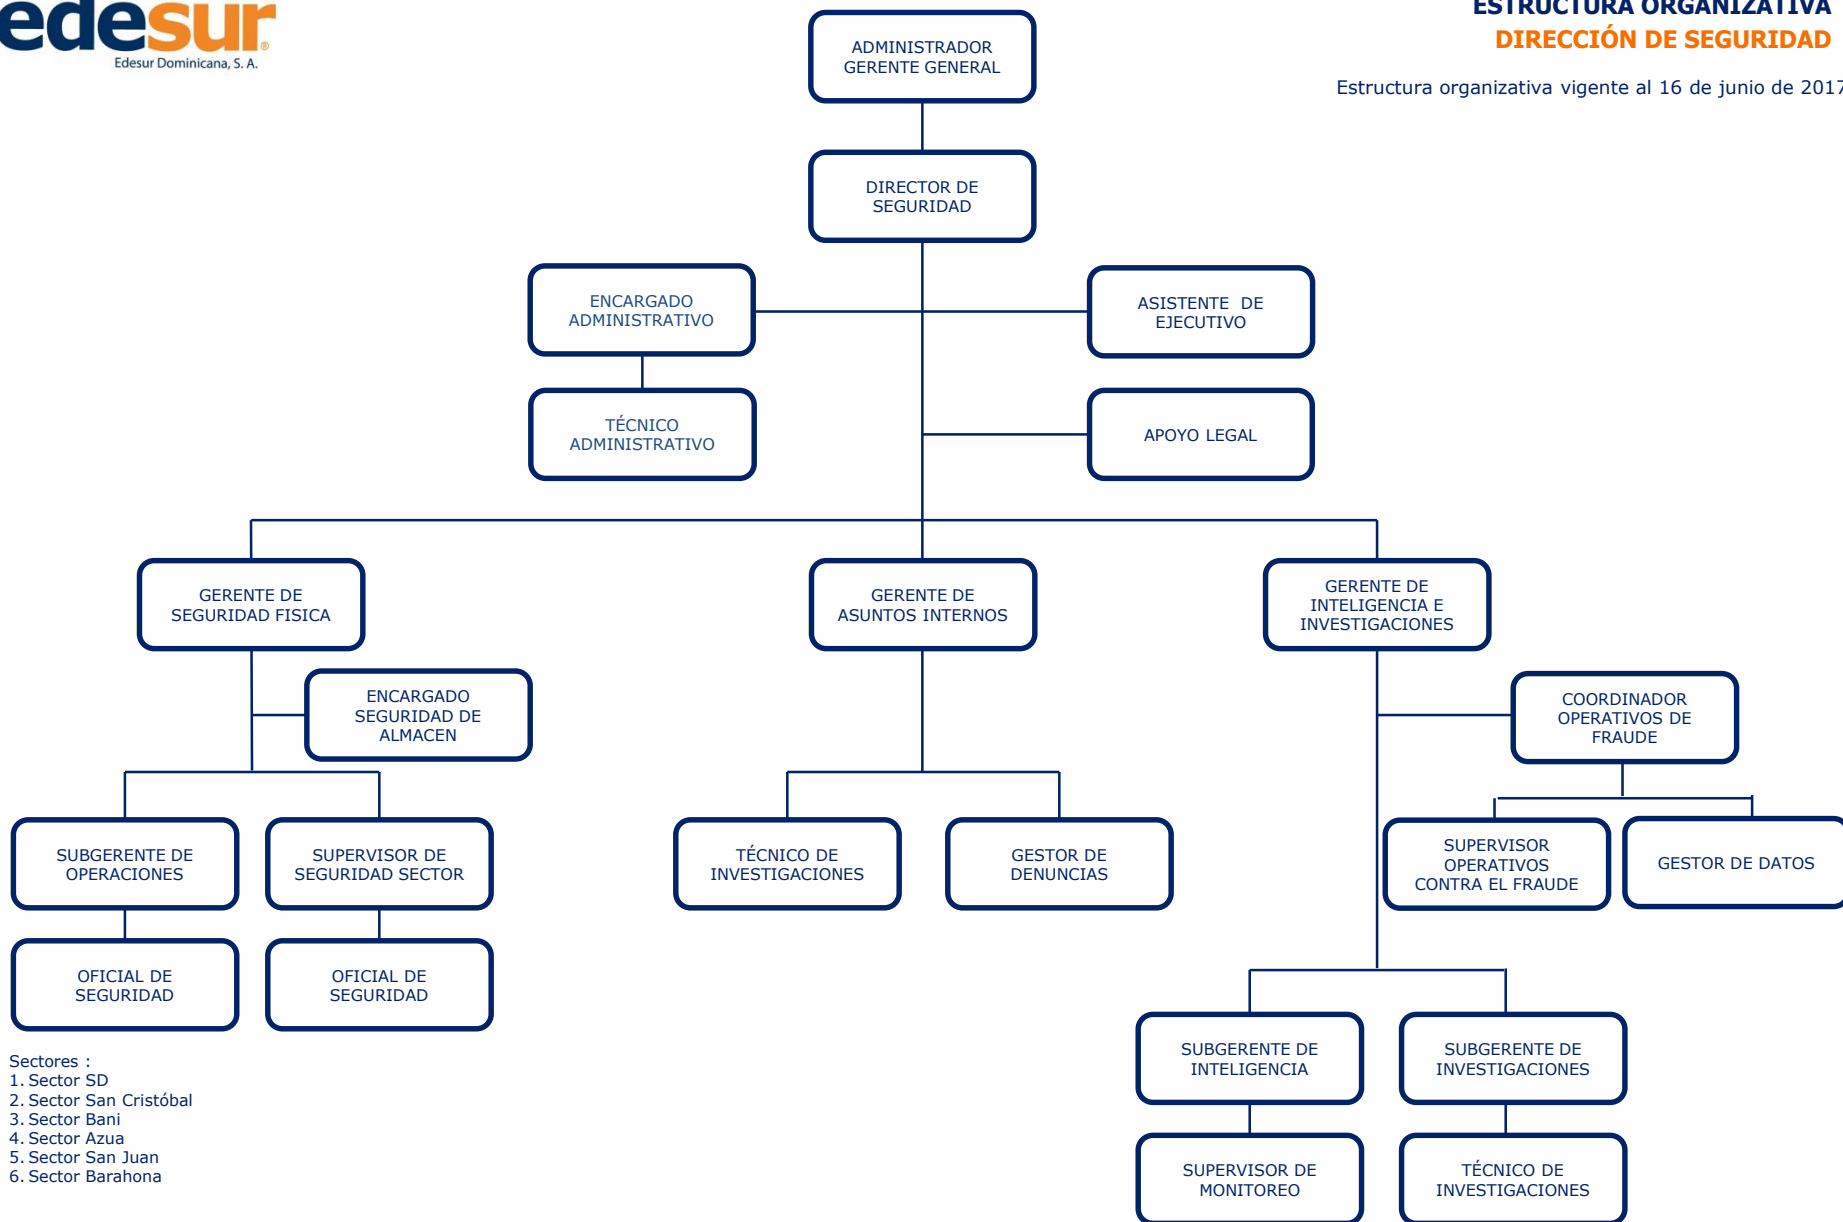 edesur
Edesur Dominicana, S. A.
ESTRUCTURA ORGANIZATIVA
DIRECCIÓN DE SEGURIDAD
Estructura organizativa vigente al 16 de junio de 2017
ADMINISTRADOR
GERENTE GENERAL
DIRECTOR DE
SEGURIDAD
ENCARGADO
ADMINISTRATIVO
ASISTENTE DE
EJECUTIVO
TÉCNICO
ADMINISTRATIVO
APOYO LEGAL
GERENTE DE
SEGURIDAD FISICA
GERENTE DE
ASUNTOS INTERNOS
GERENTE DE
INTELIGENCIA E
INVESTIGACIONES
ENCARGADO
SEGURIDAD DE
ALMACEN
COORDINADOR
OPERATIVOS DE
FRAUDE
SUBGERENTE DE
OPERACIONES
SUPERVISOR DE
SEGURIDAD SECTOR
TÉCNICO DE
INVESTIGACIONES
GESTOR DE
DENUNCIAS
SUPERVISOR
OPERATIVOS
CONTRA EL FRAUDE
GESTOR DE DATOS
OFICIAL DE
SEGURIDAD
OFICIAL DE
SEGURIDAD
SUBGERENTE DE
INTELIGENCIA
SUBGERENTE DE
INVESTIGACIONES
SUPERVISOR DE
MONITOREO
TÉCNICO DE
INVESTIGACIONES
Sectores :
1. Sector SD
2. Sector San Cristóbal
3. Sector Bani
4. Sector Azua
5. Sector San Juan
6. Sector Barahona